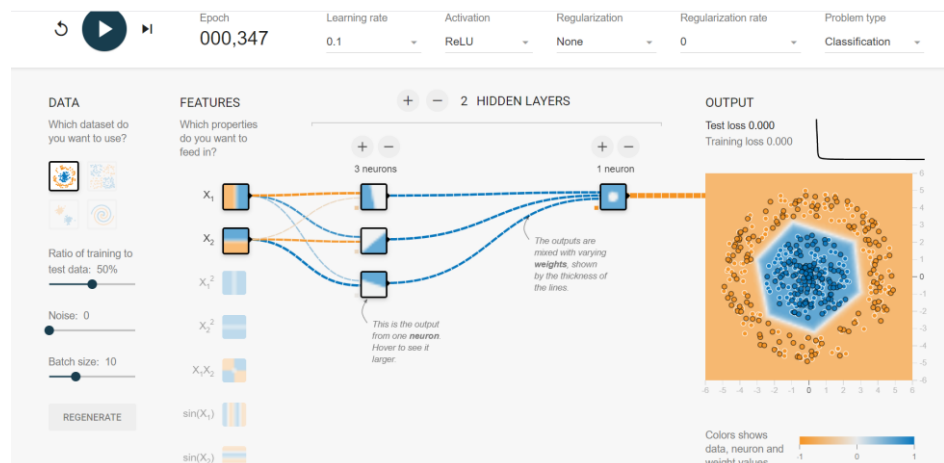 Epoch
000,347
Learning rate
0.1
Activation
ReLU
Regularization
None
Regularization rate
0
Problem type
Classification
DATA
Which dataset do
you want to use?
Ratio of training to
test data: 50%
Noise: 0
Batch size: 10
REGENERATE
FEATURES
Which properties
do you want to
feed in?
X₁
X₂
X₁²
X₂²
X₁X₂
sin(X₁)
sin(X₂)
+ − 2 HIDDEN LAYERS
+ −
3 neurons
+ −
1 neuron
The outputs are
mixed with varying
weights, shown
by the thickness of
the lines.
This is the output
from one neuron.
Hover to see it
larger.
OUTPUT
Test loss 0.000
Training loss 0.000
6
5
4
3
2
1
0
-1
-2
-3
-4
-5
-6
-6 -5 -4 -3 -2 -1 0 1 2 3 4 5 6
Colors shows
data, neuron and
weight values.
-1 0 1